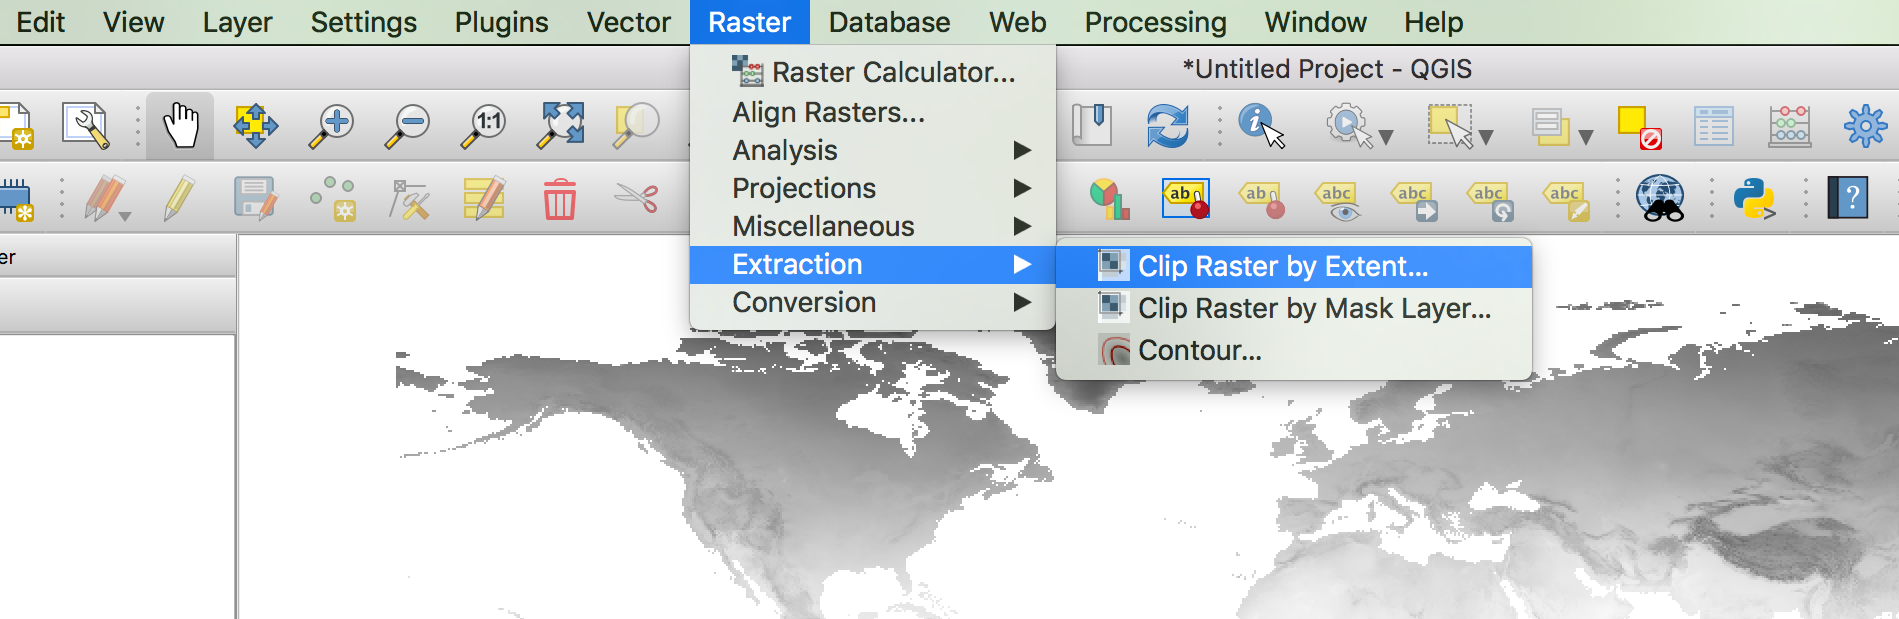 Edit View Layer Settings Plugins Vector Raster Database Web Processing Window Help
*Untitled Project - QGIS
Raster Calculator...
Align Rasters...
Analysis
Projections
Miscellaneous
Extraction
Conversion
Clip Raster by Extent...
Clip Raster by Mask Layer...
Contour...
1:1
i
ab
ab
abc
abc
abc
abc
?
er